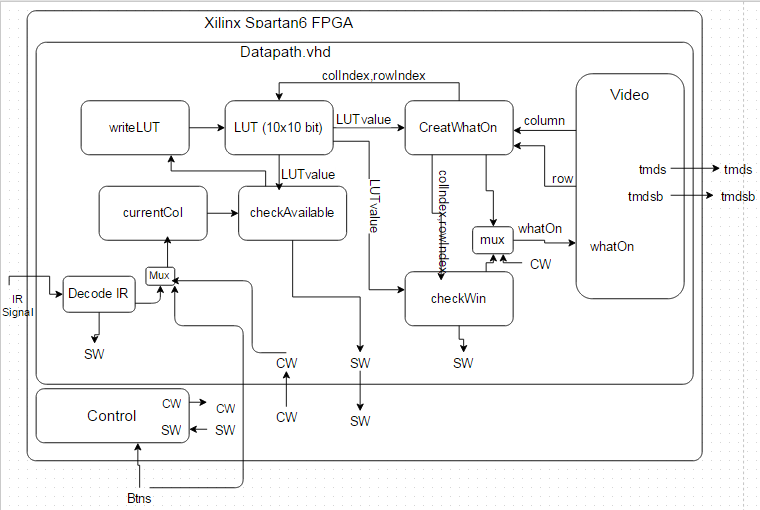 Xilinx Spartan6 FPGA
Datapath.vhd
colIndex,rowIndex
Video
writeLUT
LUT (10x10 bit)
LUTvalue
CreatWhatOn
column
LUTvalue
row
tmds
tmds
tmdsb
tmdsb
currentCol
checkAvailable
LUTvalue
colIndex,rowIndex
mux
whatOn
whatOn
CW
Mux
IR
Signal
Decode IR
checkWin
SW
CW
SW
SW
Control
CW
CW
SW
SW
CW
SW
Btns